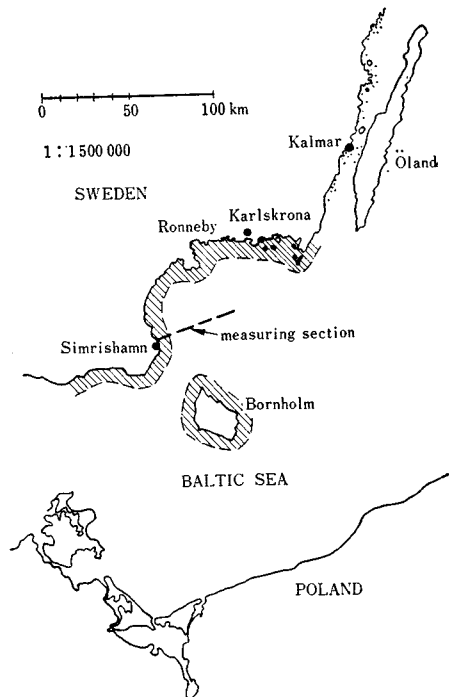 0 50 100 km
1 : 1 500 000
SWEDEN
Kalmar
Öland
Ronneby Karlskrona
Simrishamn
measuring section
Bornholm
BALTIC SEA
POLAND